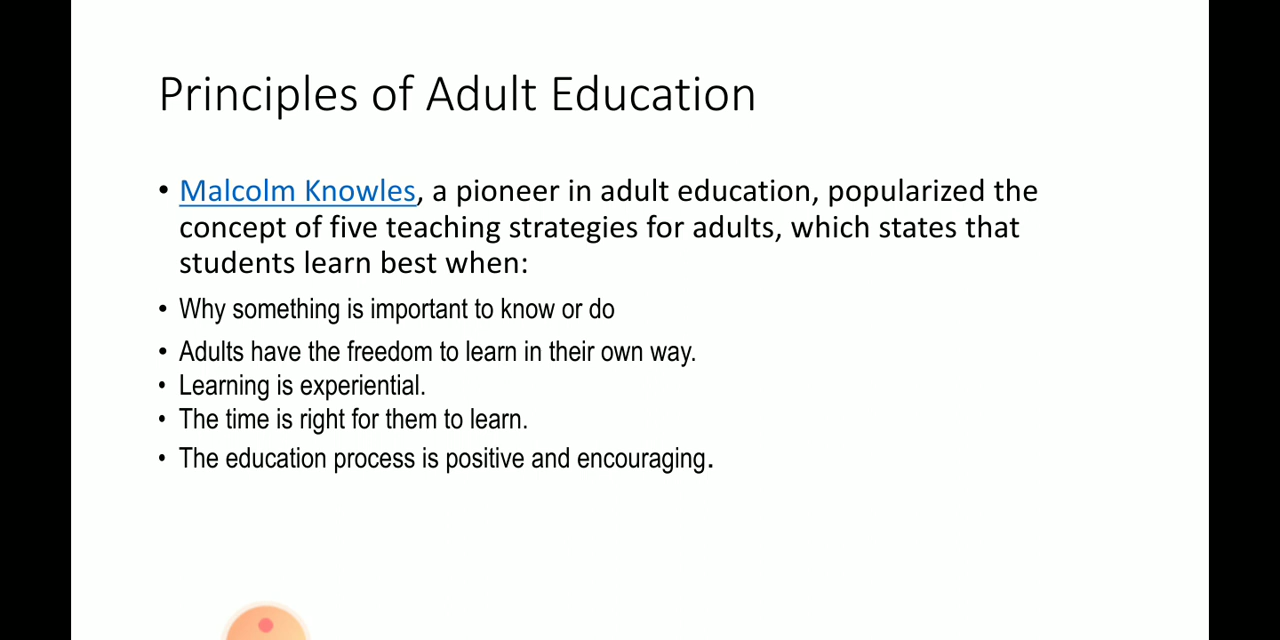 Principles of Adult Education
• Malcolm Knowles, a pioneer in adult education, popularized the
concept of five teaching strategies for adults, which states that
students learn best when:
• Why something is important to know or do
• Adults have the freedom to learn in their own way.
• Learning is experiential.
• The time is right for them to learn.
• The education process is positive and encouraging.